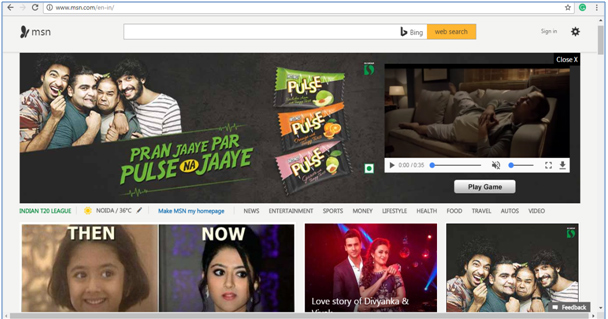 www.msn.com/en-in/
msn
Bing
web search
Sign in
Close X
PULSE
PULSE
PULSE
PRAN JAAYE PAR
PULSE NA JAAYE
0:00 / 0:35
Play Game
INDIAN T20 LEAGUE
NOIDA / 36°C
Make MSN my homepage
NEWS
ENTERTAINMENT
SPORTS
MONEY
LIFESTYLE
HEALTH
FOOD
TRAVEL
AUTOS
VIDEO
THEN
NOW
Love story of Divyanka &
Feedback